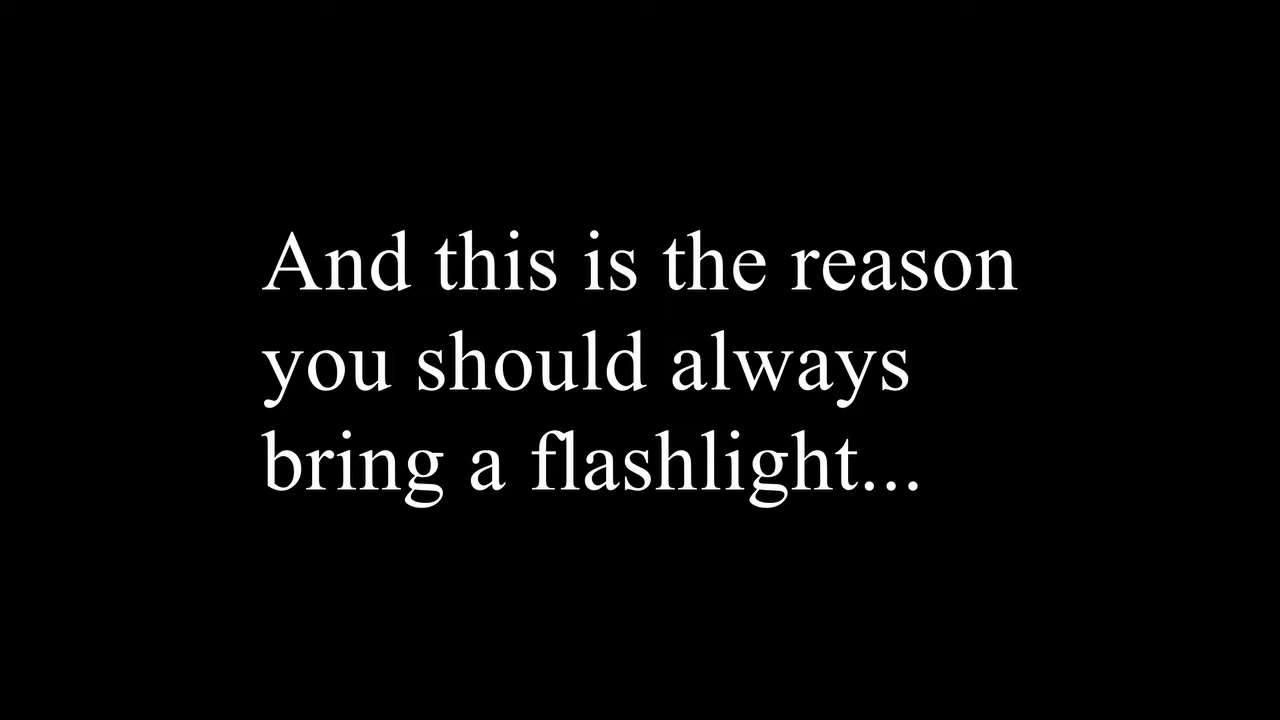 And this is the reason
you should always
bring a flashlight...